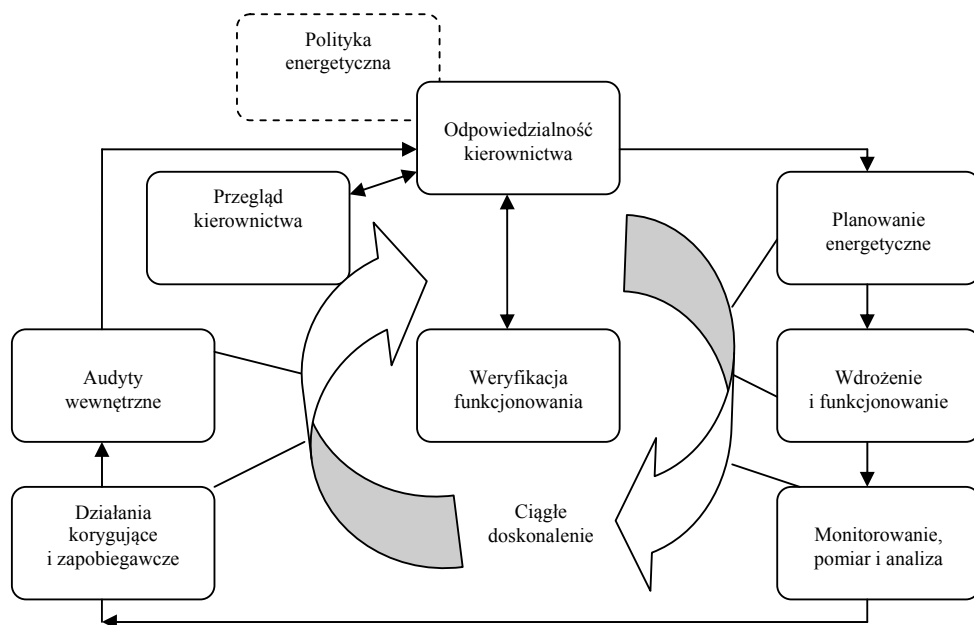 Polityka
energetyczna
Odpowiedzialność
kierownictwa
Przegląd
kierownictwa
Planowanie
energetyczne
Audyty
wewnętrzne
Weryfikacja
funkcjonowania
Wdrożenie
i funkcjonowanie
Działania
korygujące
i zapobiegawcze
Ciągłe
doskonalenie
Monitorowanie,
pomiar i analiza